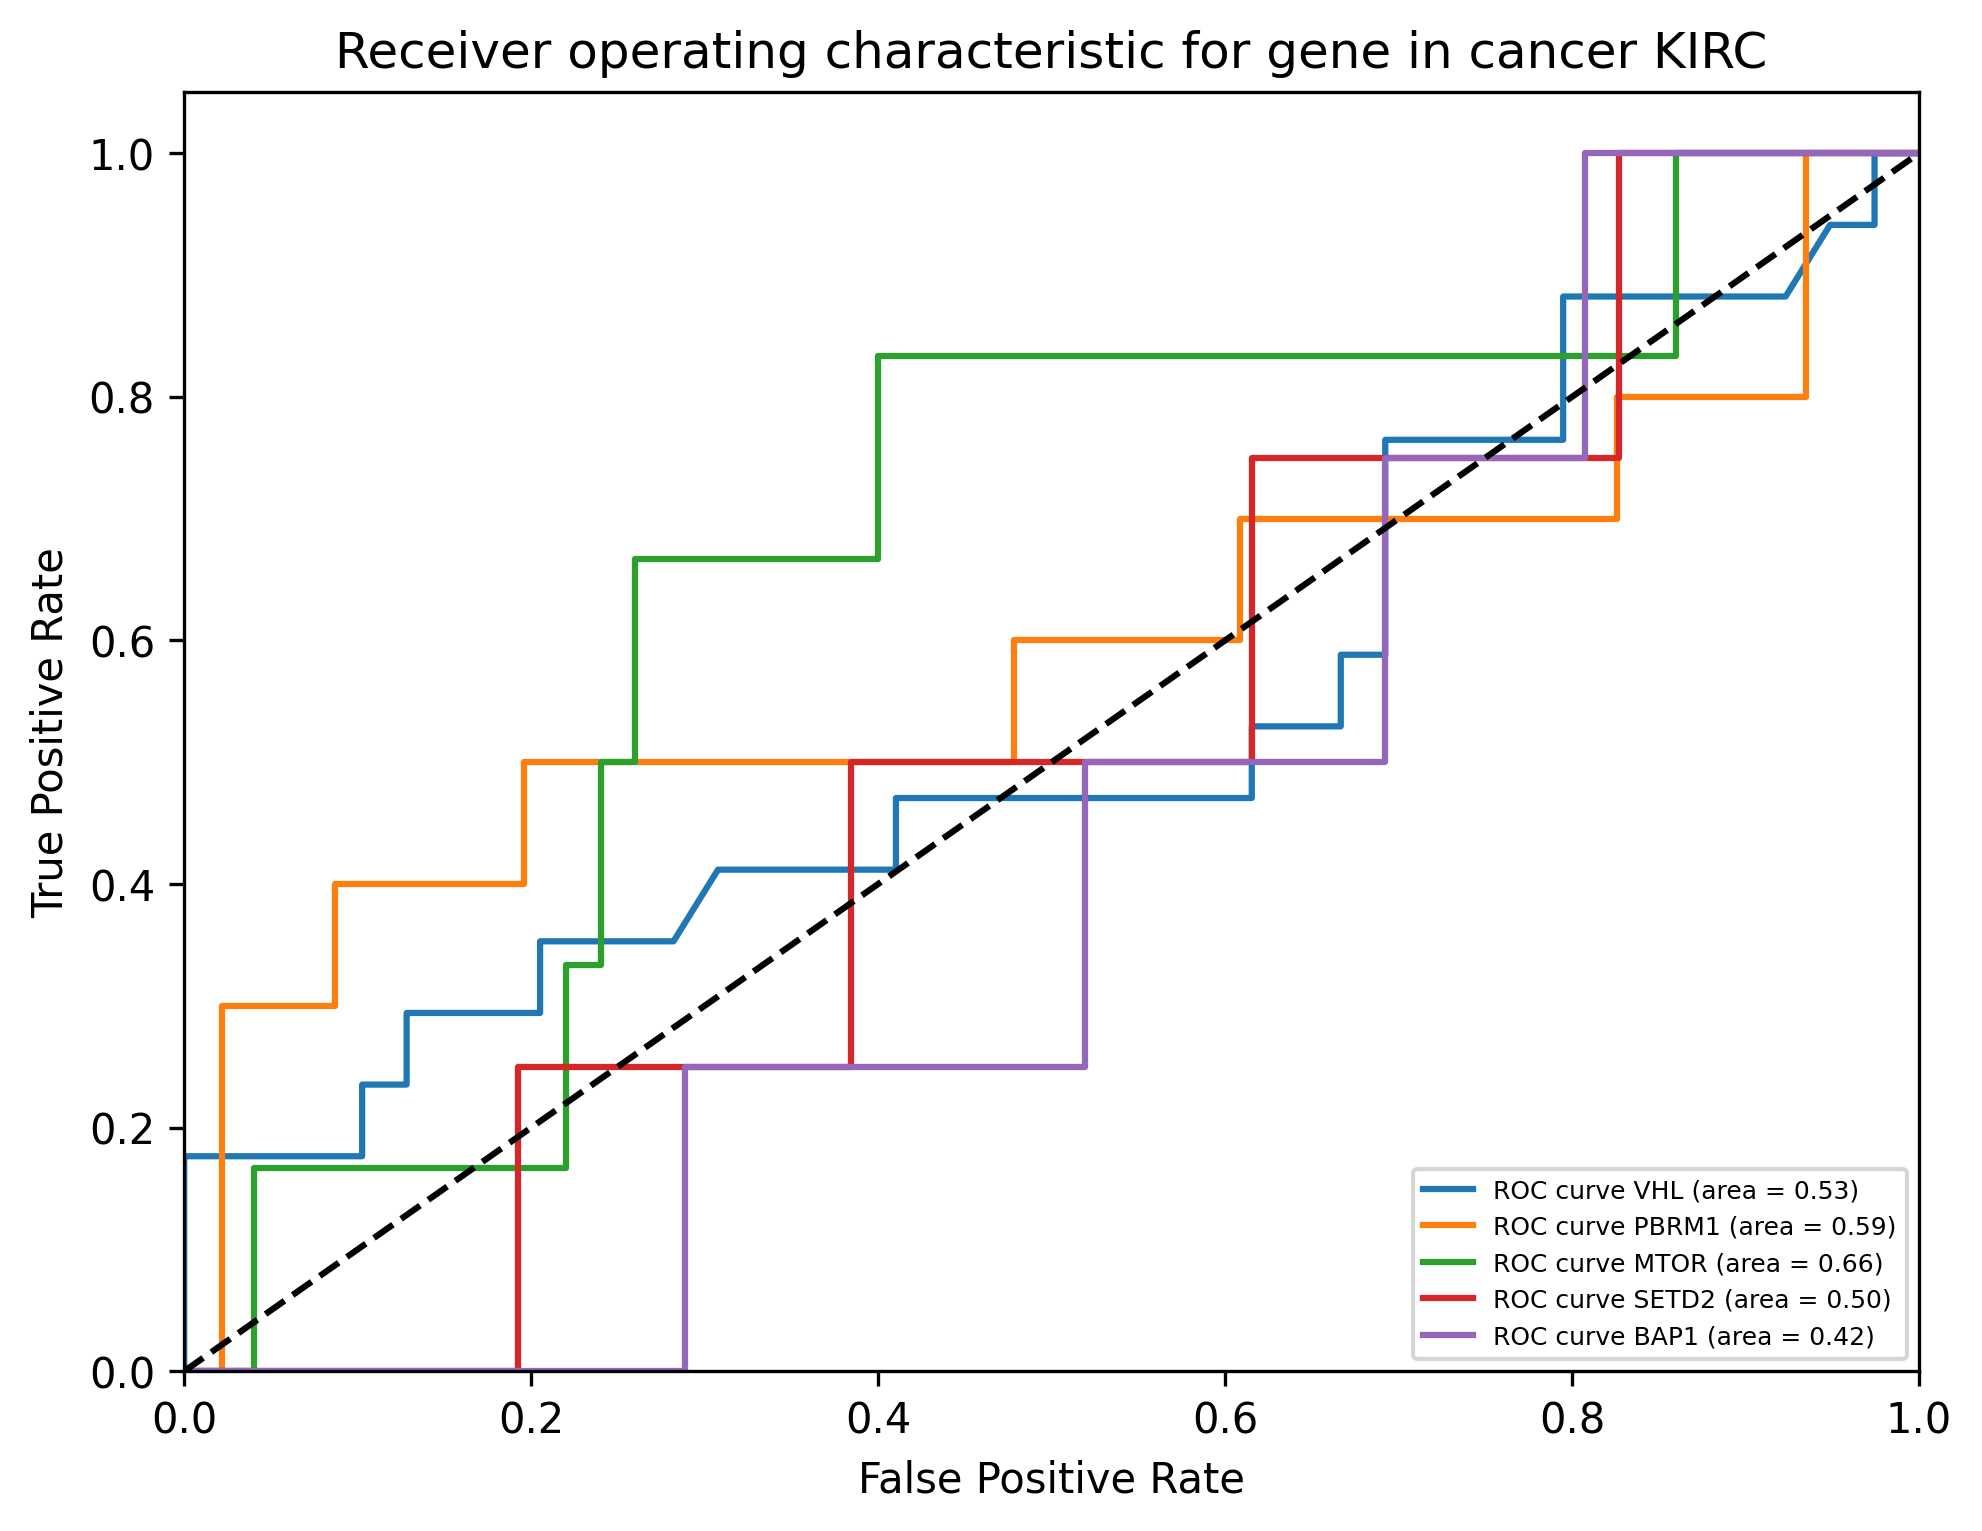 Receiver operating characteristic for gene in cancer KIRC
True Positive Rate
1.0
0.8
0.6
0.4
0.2
0.0
0.0 0.2 0.4 0.6 0.8 1.0
False Positive Rate
ROC curve VHL (area = 0.53)
ROC curve PBRM1 (area = 0.59)
ROC curve MTOR (area = 0.66)
ROC curve SETD2 (area = 0.50)
ROC curve BAP1 (area = 0.42)